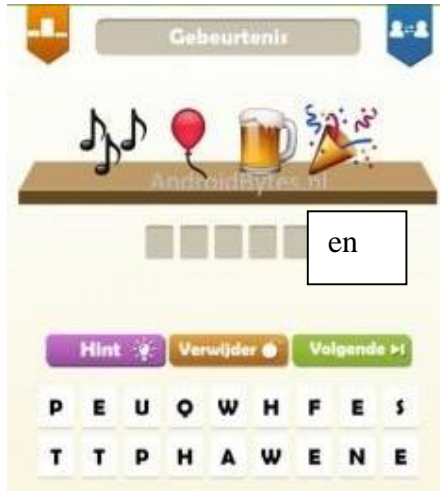 Gebeurtenis
AndroidBytes.nl
en
Hint Verwijder Volgende
P E U Q W H F E S
T T P H A W E N E